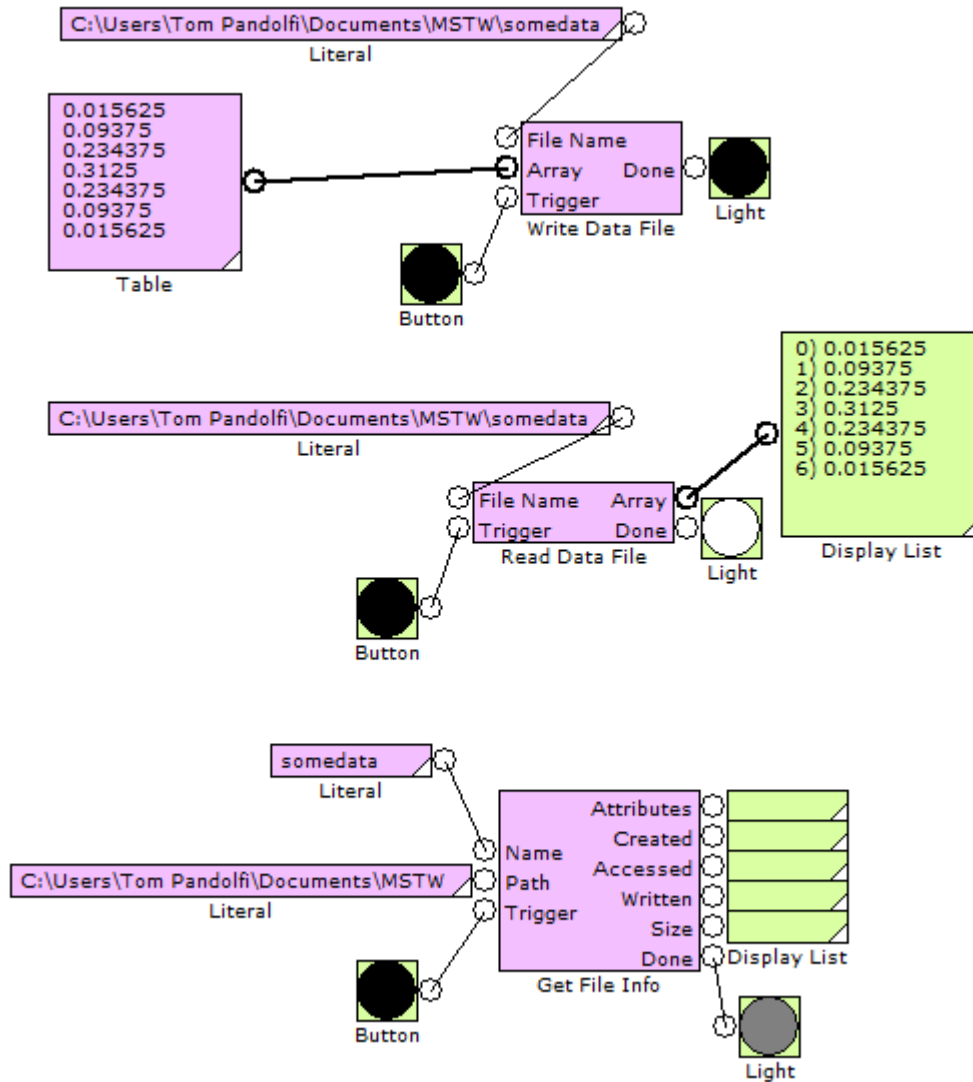 C:\Users\Tom Pandolfi\Documents\MSTW\somedata
Literal
0.015625
0.09375
0.234375
0.3125
0.234375
0.09375
0.015625
Table
File Name
Array Done
Trigger
Write Data File
Light
Button
0) 0.015625
1) 0.09375
2) 0.234375
3) 0.3125
4) 0.234375
5) 0.09375
6) 0.015625
Display List
C:\Users\Tom Pandolfi\Documents\MSTW\somedata
Literal
File Name Array
Trigger Done
Read Data File
Light
Button
somedata
Literal
C:\Users\Tom Pandolfi\Documents\MSTW
Literal
Name
Path
Trigger
Attributes
Created
Accessed
Written
Size
Done
Get File Info
Display List
Button
Light